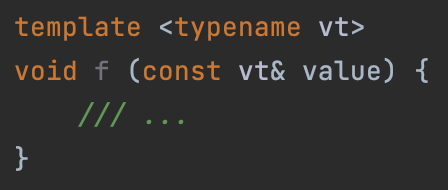 template <typename vt>
void f (const vt& value) {
    /// ...
}